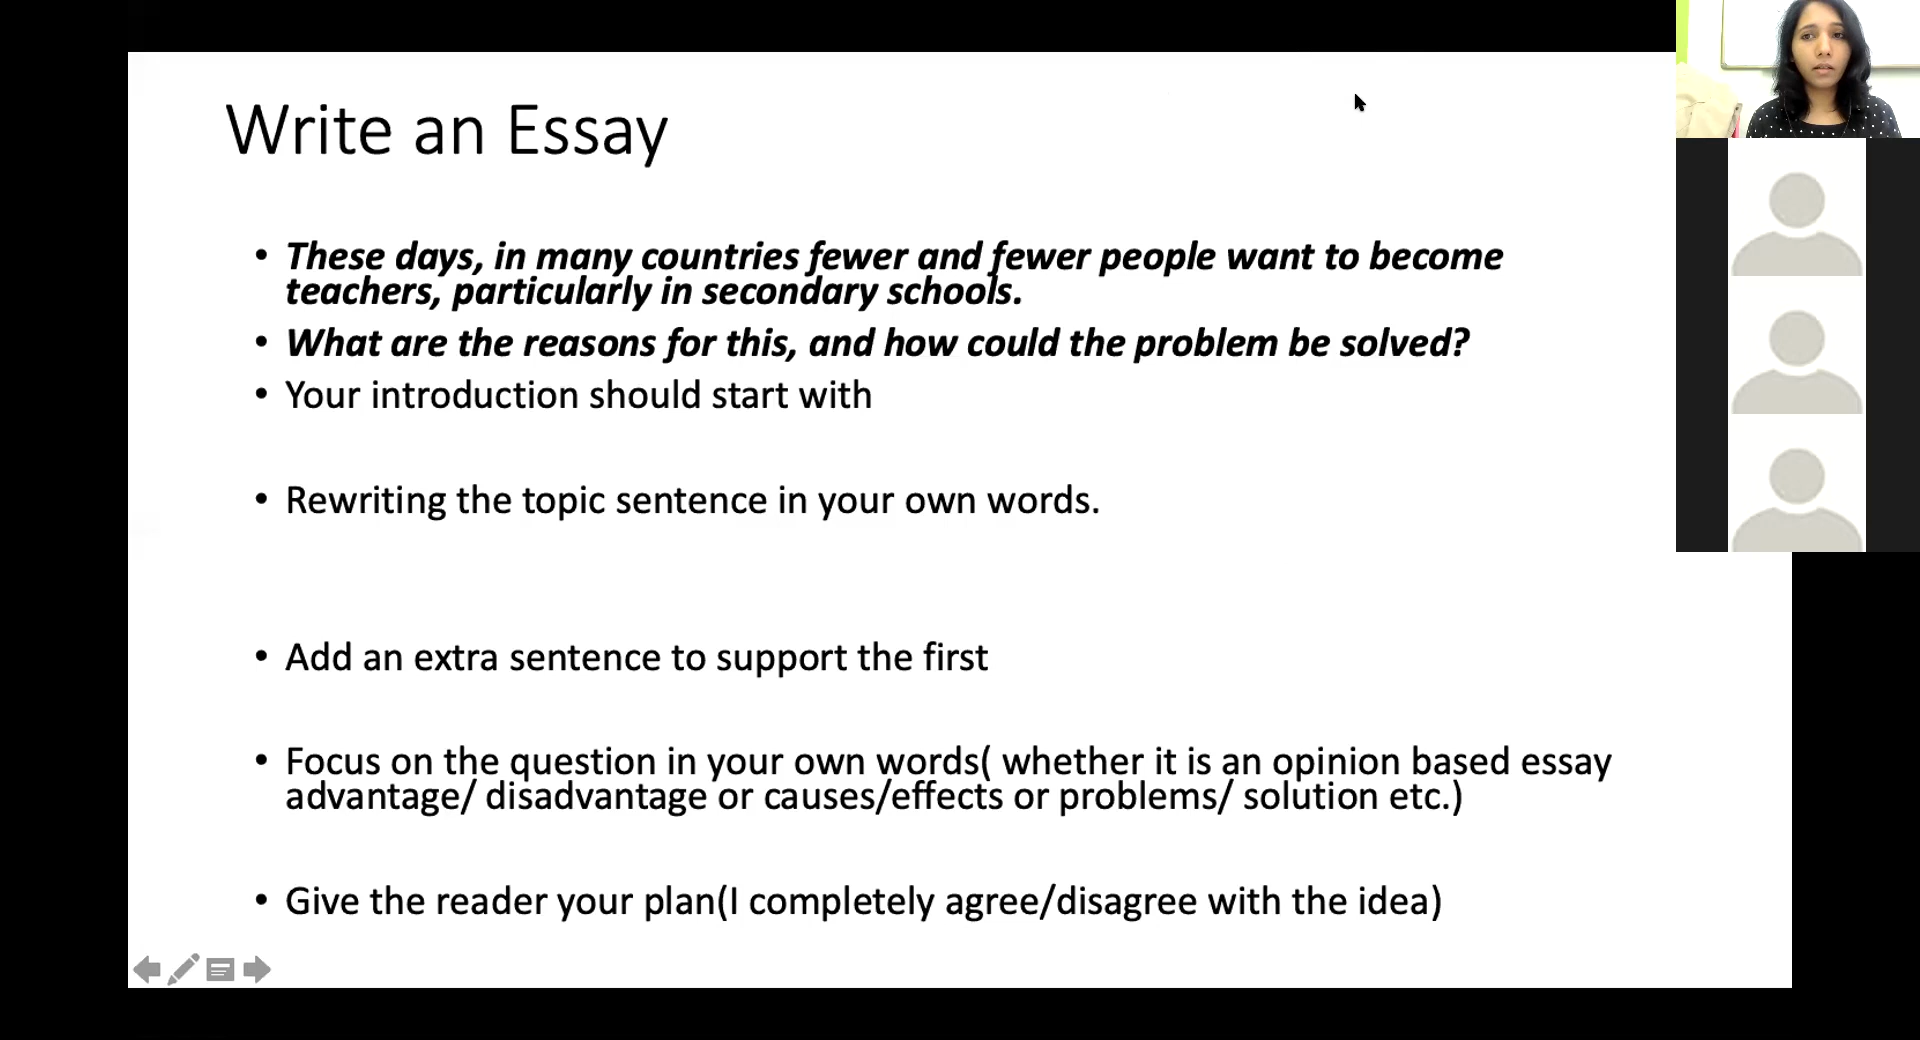 Write an Essay
• These days, in many countries fewer and fewer people want to become
teachers, particularly in secondary schools.
• What are the reasons for this, and how could the problem be solved?
• Your introduction should start with
• Rewriting the topic sentence in your own words.
• Add an extra sentence to support the first
• Focus on the question in your own words( whether it is an opinion based essay
advantage/ disadvantage or causes/effects or problems/ solution etc.)
• Give the reader your plan(I completely agree/disagree with the idea)